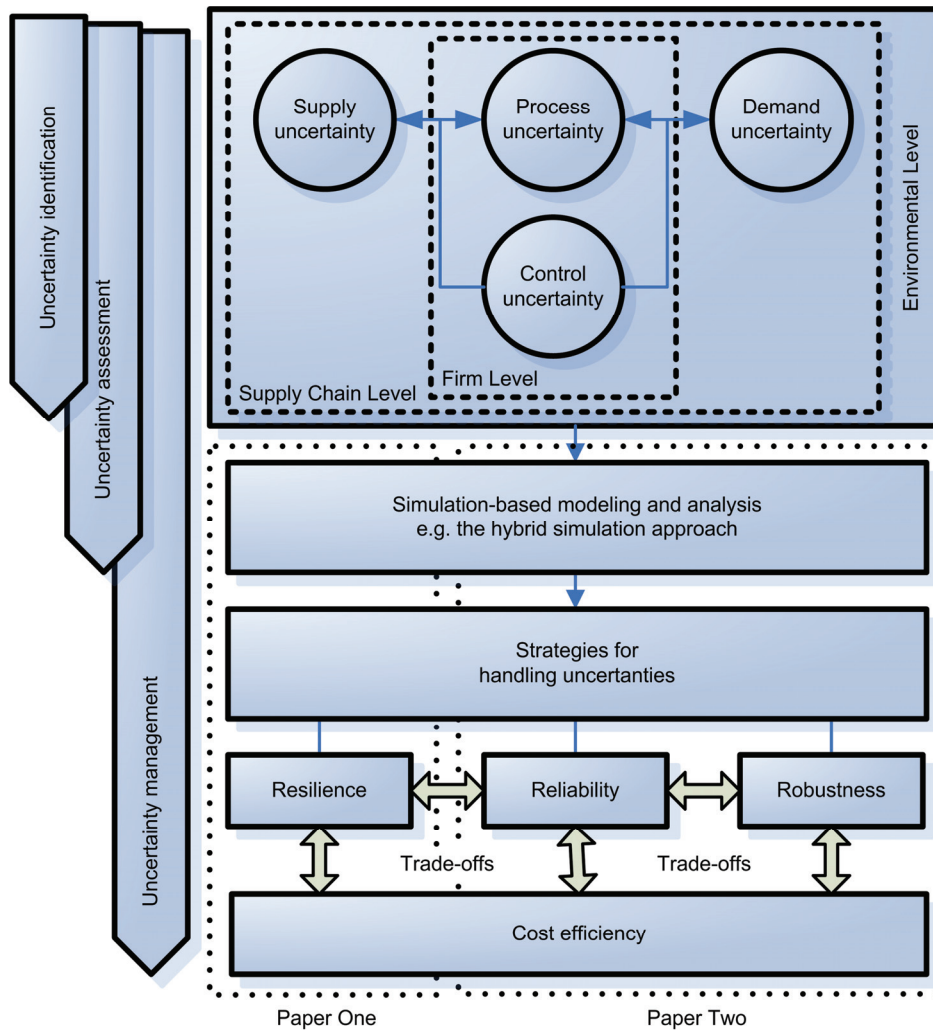 Uncertainty identification
Uncertainty assessment
Uncertainty management
Supply
uncertainty
Process
uncertainty
Demand
uncertainty
Control
uncertainty
Firm Level
Supply Chain Level
Environmental Level
Simulation-based modeling and analysis
e.g. the hybrid simulation approach
Strategies for
handling uncertanties
Resilience
Reliability
Robustness
Trade-offs
Trade-offs
Cost efficiency
Paper One
Paper Two